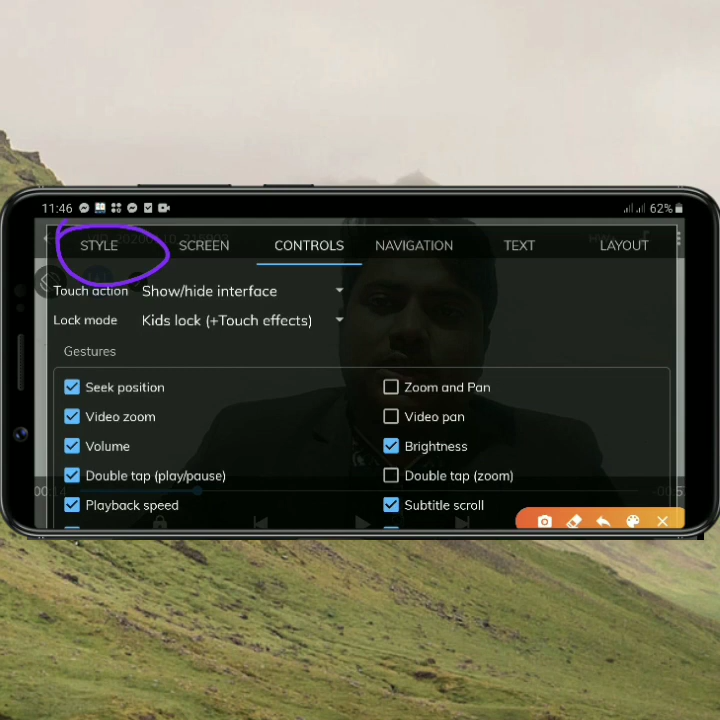 11:46 62%
STYLE SCREEN CONTROLS NAVIGATION TEXT LAYOUT
Touch action Show/hide interface
Lock mode Kids lock (+Touch effects)
Gestures
Seek position Zoom and Pan
Video zoom Video pan
Volume Brightness
Double tap (play/pause) Double tap (zoom)
Playback speed Subtitle scroll